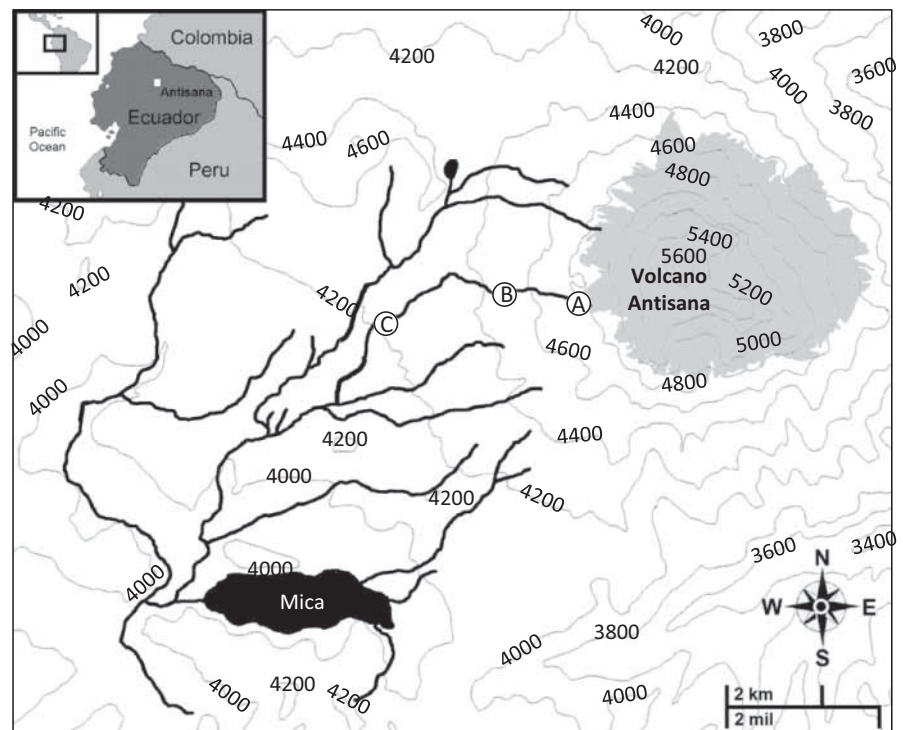 Colombia
Antisana
Ecuador
Pacific
Ocean
Peru
4000
3800
4200
4200
3600
4000
3800
4400
4400
4600
4600
4800
4200
5400
5600
Volcano
Antisana
5200
4200
4200
4000
5000
4600
4800
4000
A
B
C
4200
4400
4000
4200
4200
3600
3400
4000
4000
Mica
N
W
E
S
3800
4000
4000
4200
4200
4000
2 km
2 mil